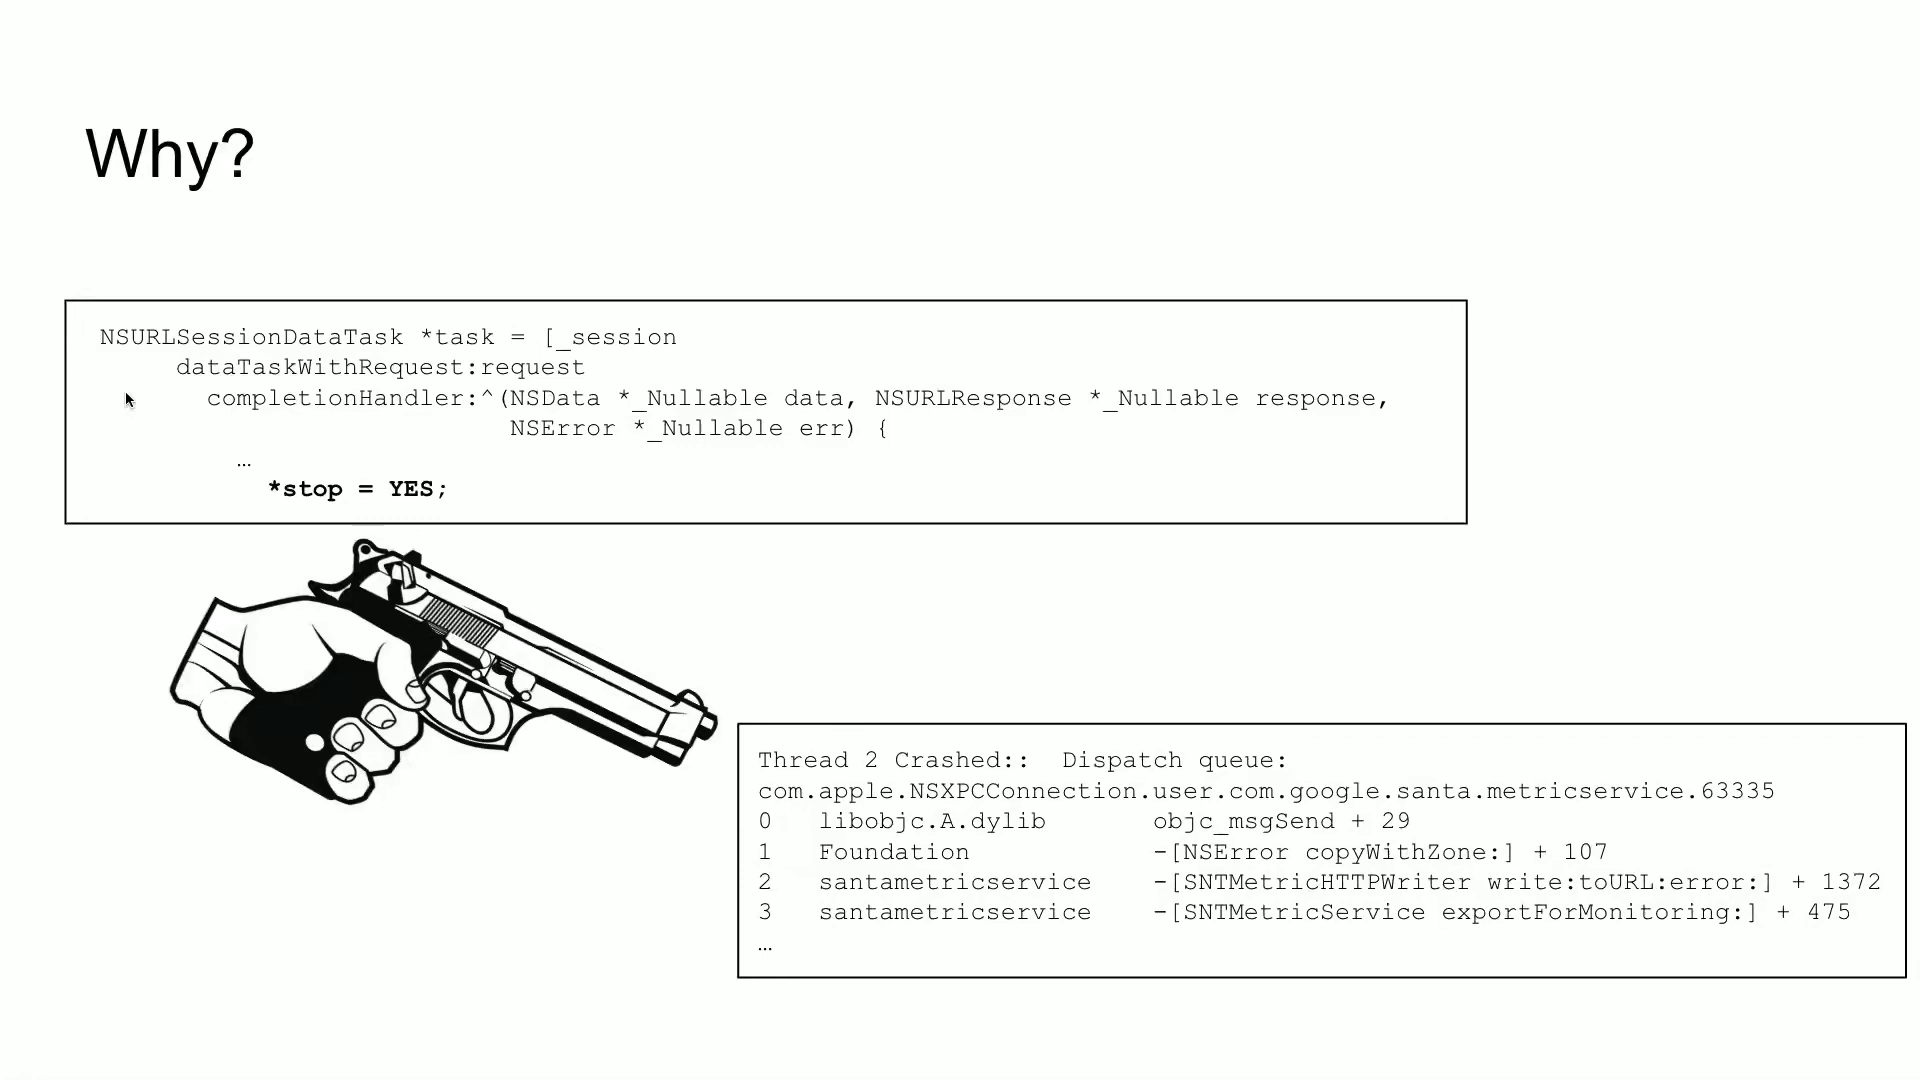 Why?
NSURLSessionDataTask *task = [_session
dataTaskWithRequest:request
completionHandler:^(NSData *_Nullable data, NSURLResponse *_Nullable response,
NSError *_Nullable err) {
…
*stop = YES;
Thread 2 Crashed:: Dispatch queue:
com.apple.NSXPCConnection.user.com.google.santa.metricservice.63335
0 libobjc.A.dylib objc_msgSend + 29
1 Foundation -[NSError copyWithZone:] + 107
2 santametricservice -[SNTMetricHTTPWriter write:toURL:error:] + 1372
3 santametricservice -[SNTMetricService exportForMonitoring:] + 475
…